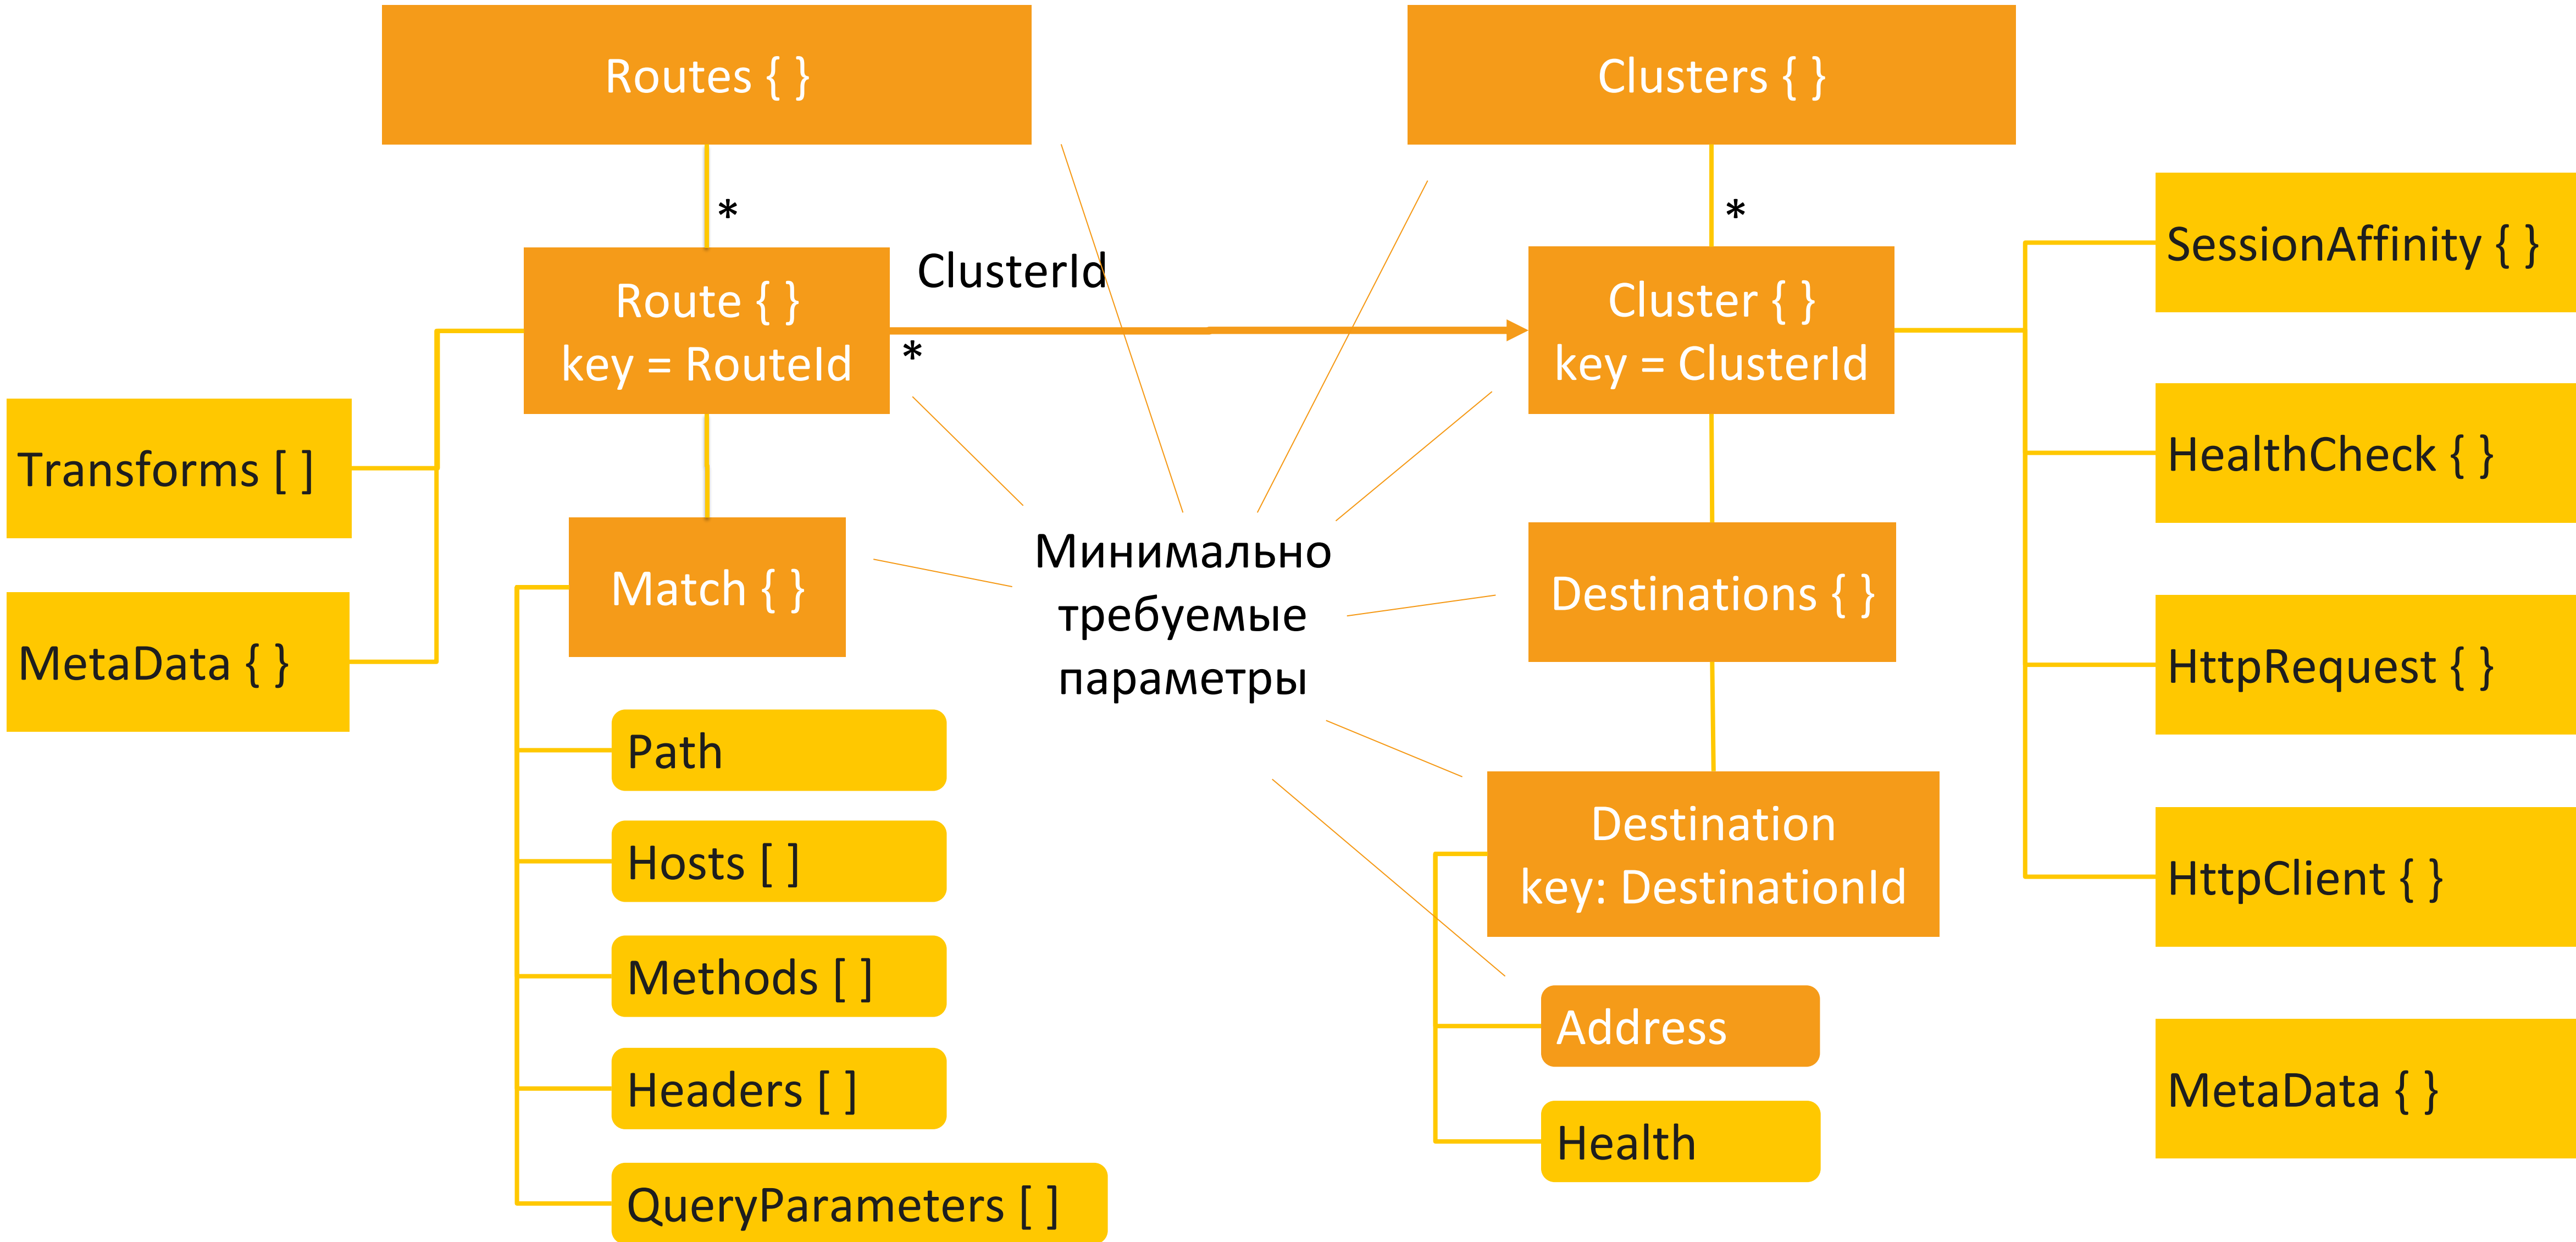 Routes { }
Clusters { }
*
*
ClusterId
Route { }
key = RouteId
*
Cluster { }
key = ClusterId
SessionAffinity { }
Transforms [ ]
HealthCheck { }
Минимально
требуемые
параметры
Match { }
Destinations { }
MetaData { }
HttpRequest { }
Path
Hosts [ ]
Methods [ ]
Headers [ ]
QueryParameters [ ]
Destination
key: DestinationId
Address
Health
HttpClient { }
MetaData { }